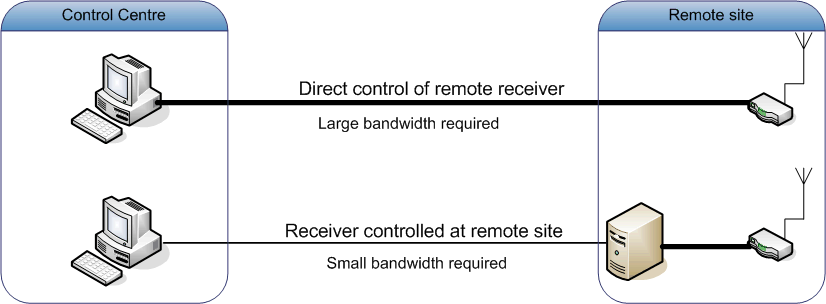 Control Centre
Remote site
Direct control of remote receiver
Large bandwidth required
Receiver controlled at remote site
Small bandwidth required